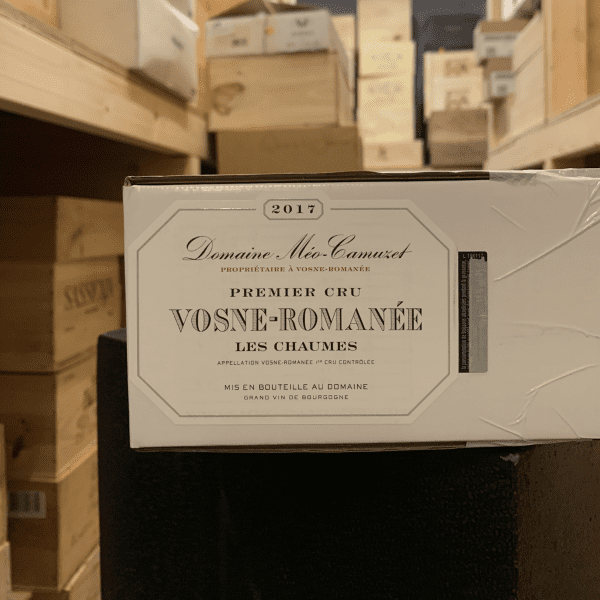 2017
Domaine Méo-Camuzet
PROPRIÉTAIRE À VOSNE-ROMANÉE
PREMIER CRU
VOSNE-ROMANÉE
LES CHAUMES
APPELLATION VOSNE-ROMANÉE 1ER CRU CONTRÔLÉE
MIS EN BOUTEILLE AU DOMAINE
GRAND VIN DE BOURGOGNE